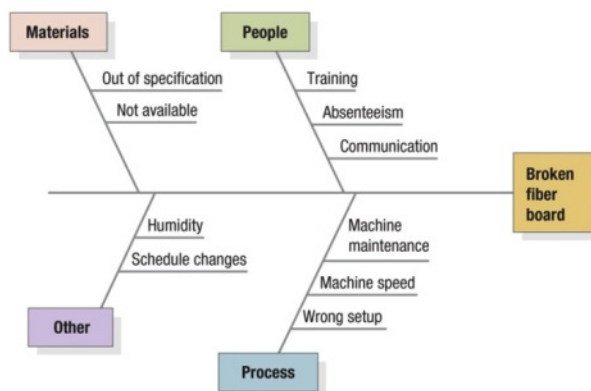 Materials
People
Out of specification
Not available
Training
Absenteeism
Communication
Broken
fiber
board
Humidity
Schedule changes
Machine
maintenance
Machine speed
Wrong setup
Other
Process